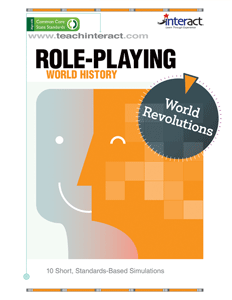 Common Core
State Standards
interact
www.teachinteract.com
ROLE-PLAYING
WORLD HISTORY
World
Revolutions
10 Short, Standards-Based Simulations